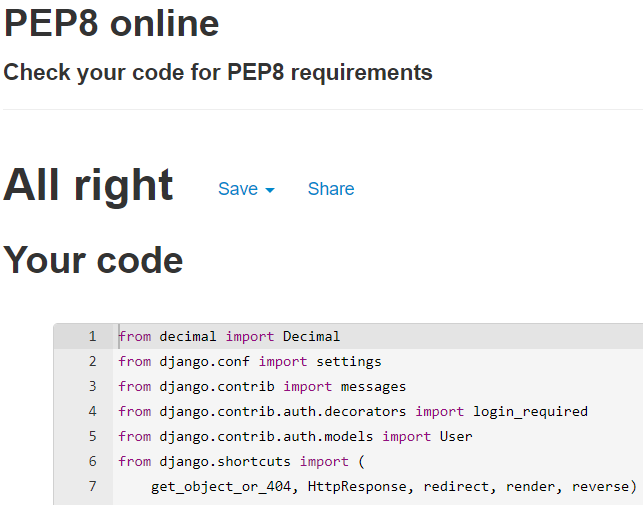 PEP8 online
Check your code for PEP8 requirements
All right Save Share
Your code
1 from decimal import Decimal
2 from django.conf import settings
3 from django.contrib import messages
4 from django.contrib.auth.decorators import login_required
5 from django.contrib.auth.models import User
6 from django.shortcuts import (
7     get_object_or_404, HttpResponse, redirect, render, reverse)